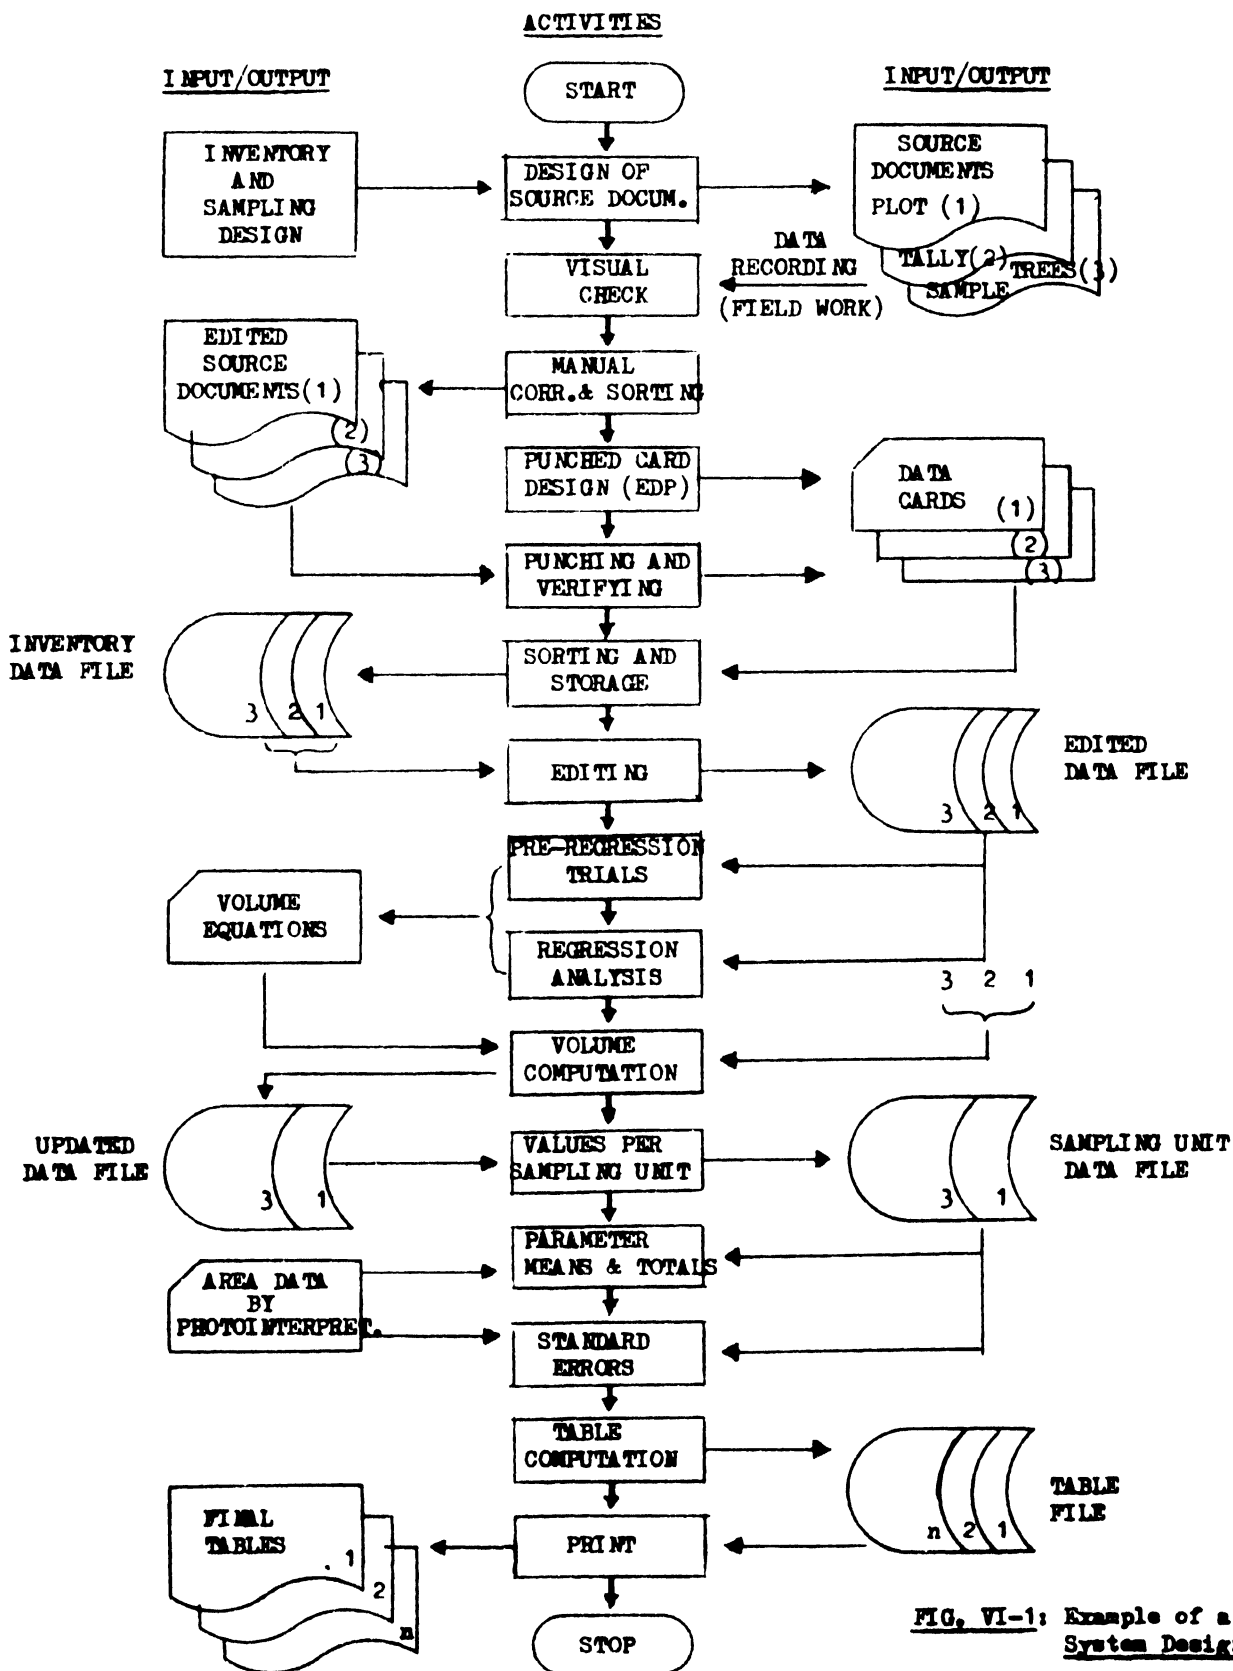 ACTIVITIES
INPUT/OUTPUT
INPUT/OUTPUT
START
INVENTORY
AND
SAMPLING
DESIGN
DESIGN OF
SOURCE DOCUM.
SOURCE
DOCUMENTS
PLOT (1)
TALLY(2)
SAMPLE TREES(3)
DATA
RECORDING
(FIELD WORK)
VISUAL
CHECK
EDITED
SOURCE
DOCUMENTS(1)
(2)
(3)
MANUAL
CORR.& SORTING
PUNCHED CARD
DESIGN (EDP)
DATA
CARDS
(1)
(2)
(3)
PUNCHING AND
VERIFYING
INVENTORY
DATA FILE
3 2 1
SORTING AND
STORAGE
EDITING
3 2 1
EDITED
DATA FILE
PRE-REGRESSION
TRIALS
VOLUME
EQUATIONS
REGRESSION
ANALYSIS
3 2 1
VOLUME
COMPUTATION
UPDATED
DATA FILE
3 1
VALUES PER
SAMPLING UNIT
3 1
SAMPLING UNIT
DATA FILE
PARAMETER
MEANS & TOTALS
AREA DATA
BY
PHOTOINTERPRET.
STANDARD
ERRORS
TABLE
COMPUTATION
n 2 1
TABLE
FILE
FINAL
TABLES
1
2
n
PRINT
STOP
FIG. VI-1: Example of a
System Desig